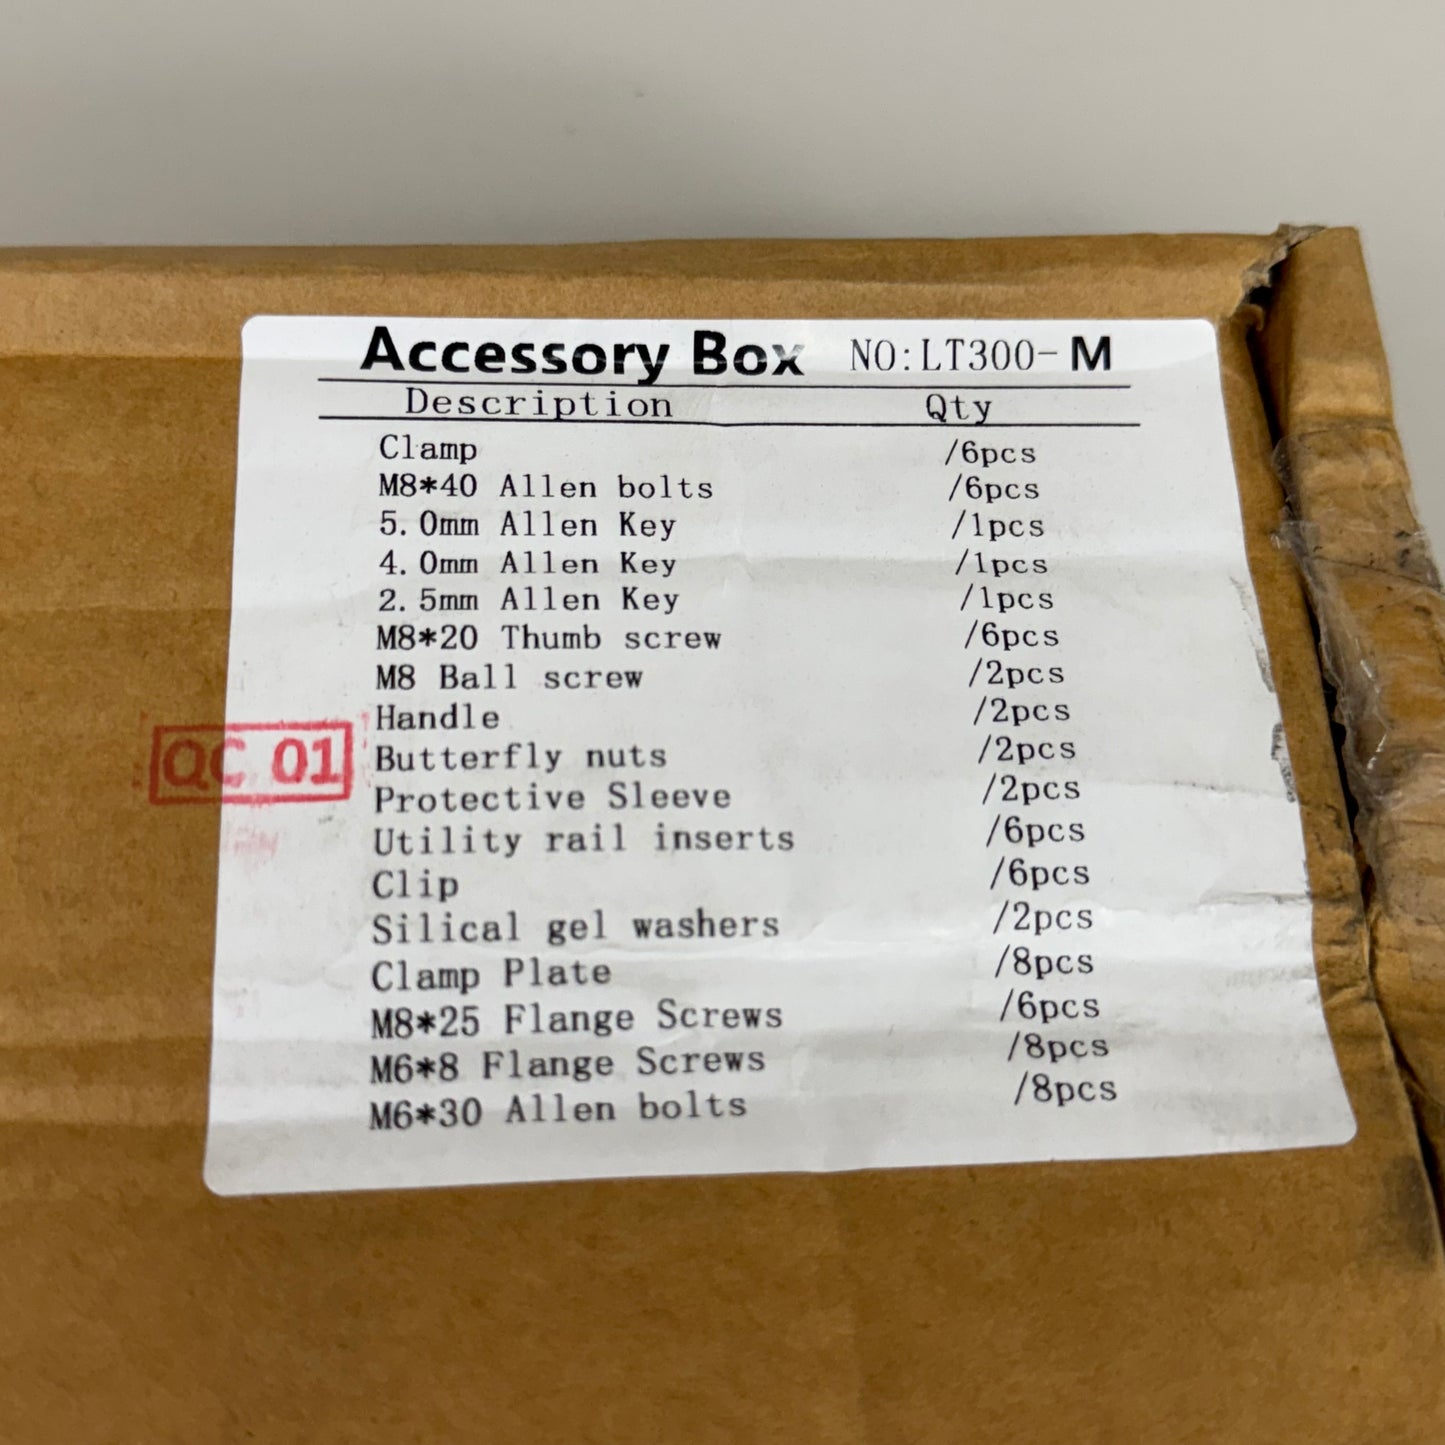 Accessory Box NO:LT300-M
Description Qty
Clamp /6pcs
M8*40 Allen bolts /6pcs
5.0mm Allen Key /1pcs
4.0mm Allen Key /1pcs
2.5mm Allen Key /1pcs
M8*20 Thumb screw /6pcs
M8 Ball screw /2pcs
Handle /2pcs
Butterfly nuts /2pcs
Protective Sleeve /2pcs
Utility rail inserts /6pcs
Clip /6pcs
Silical gel washers /2pcs
Clamp Plate /8pcs
M8*25 Flange Screws /6pcs
M6*8 Flange Screws /8pcs
M6*30 Allen bolts /8pcs
QC 01